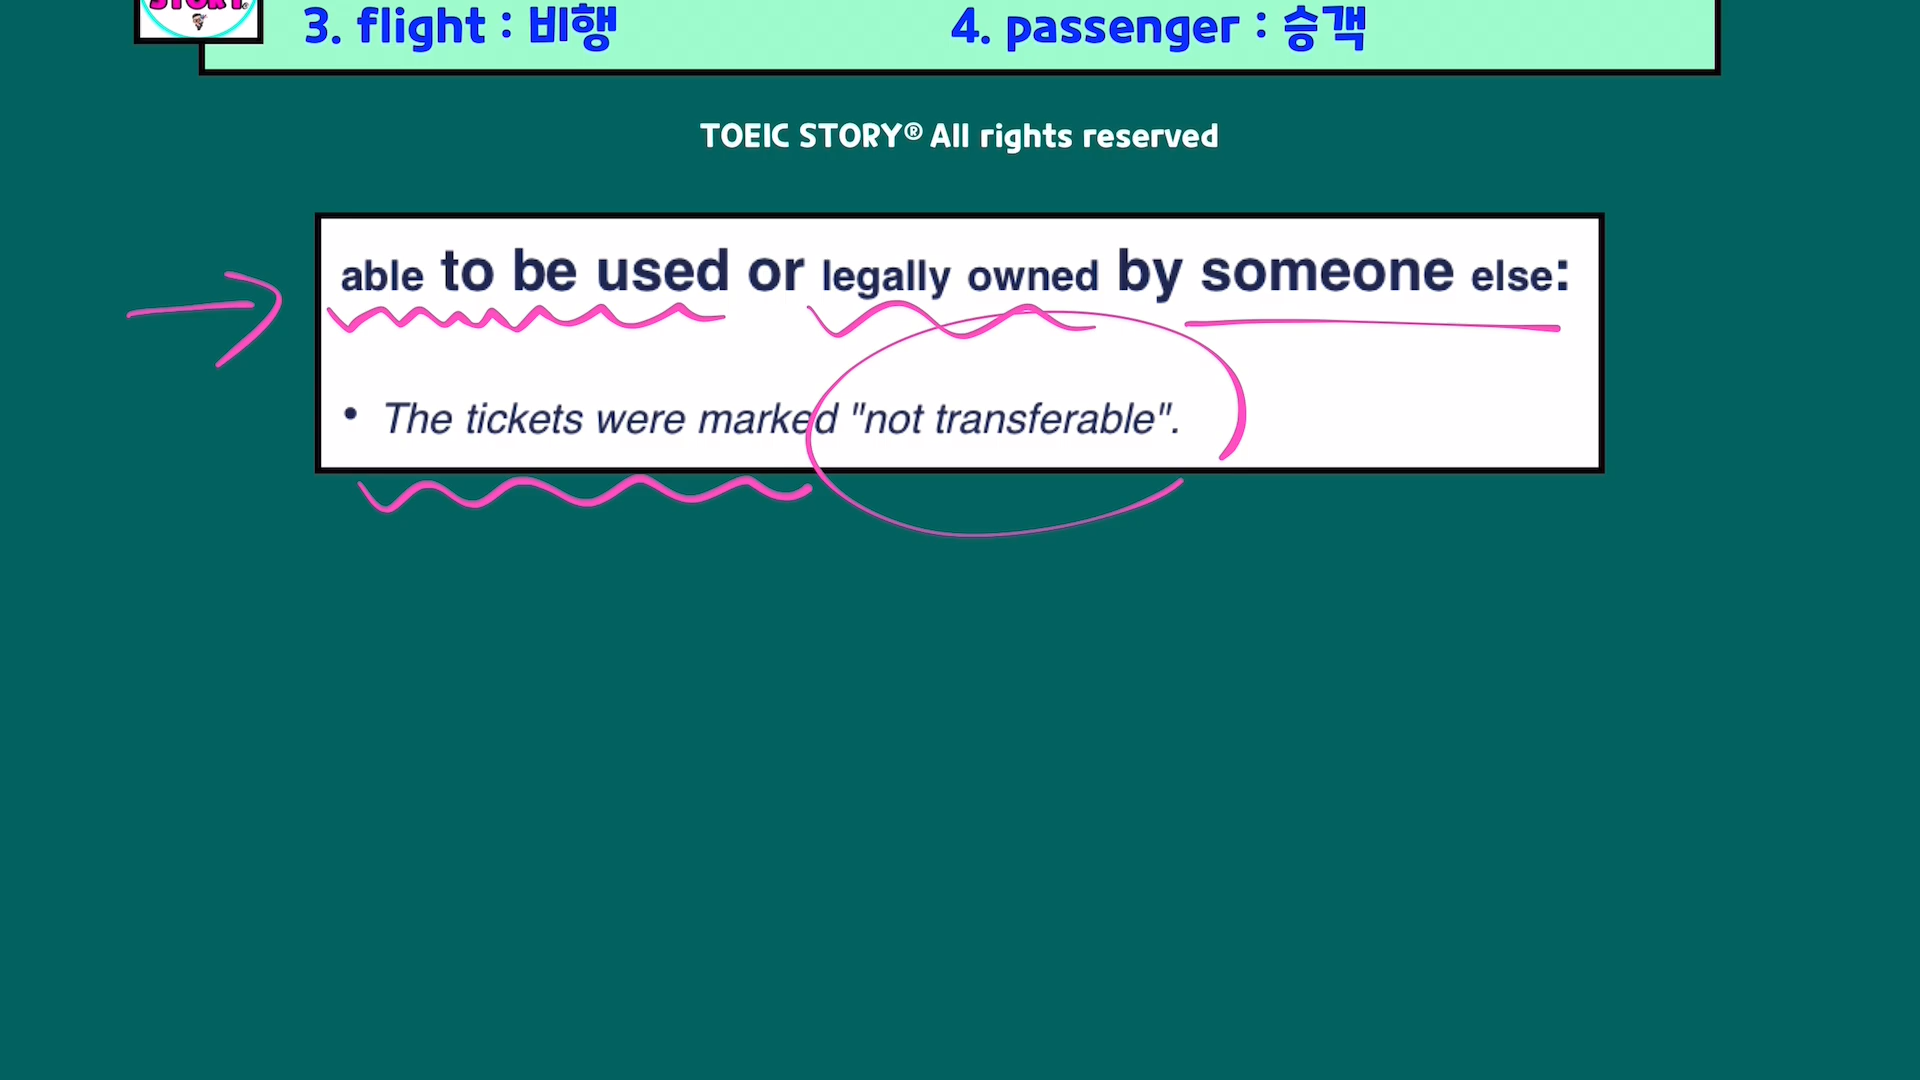 STORY
3. flight : 비행
4. passenger : 승객
TOEIC STORY® All rights reserved
able to be used or legally owned by someone else:
• The tickets were marked "not transferable".